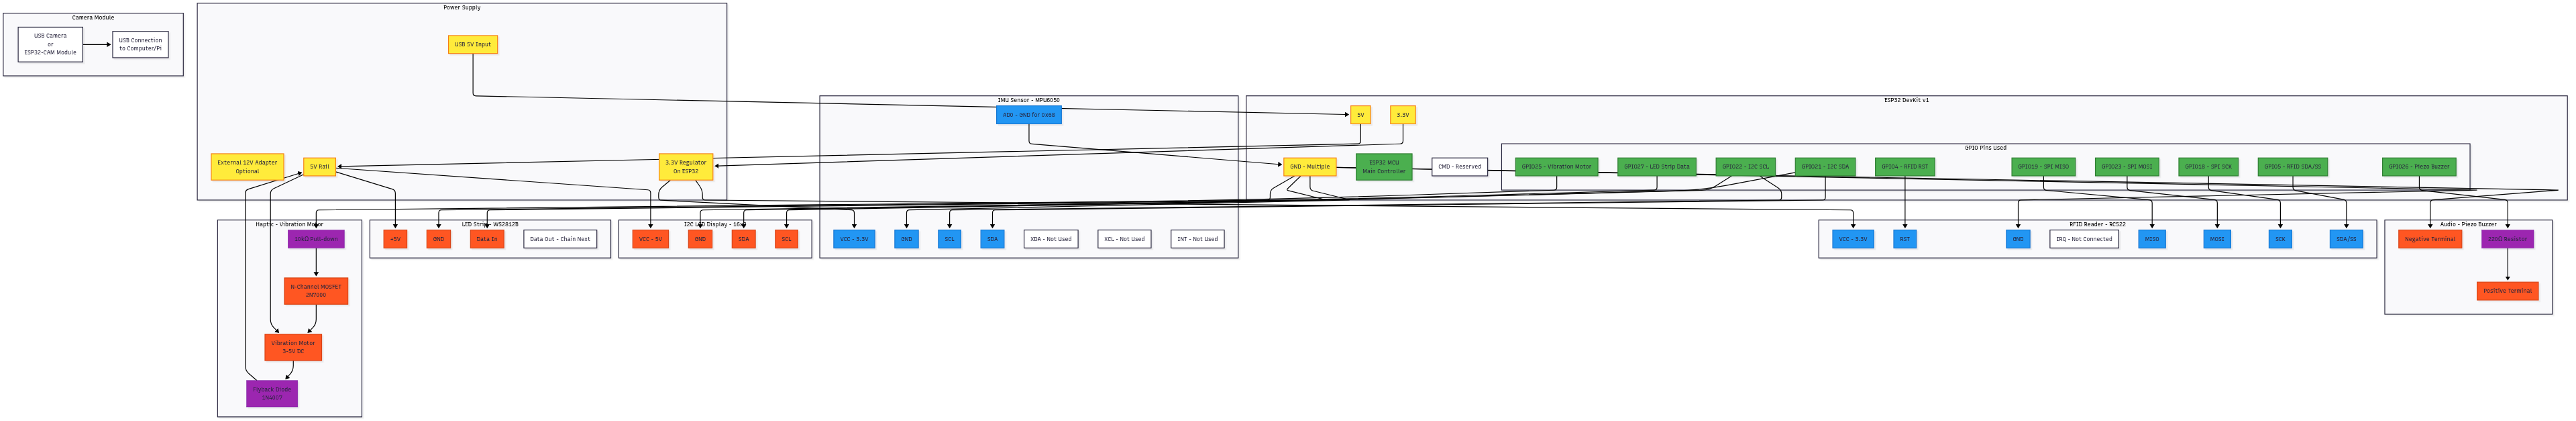 Camera Module
USB Camera
or
ESP32-CAM Module
USB Connection
to Computer/Pi
Power Supply
USB 5V Input
External 12V Adapter
Optional
5V Rail
3.3V Regulator
On ESP32
IMU Sensor - MPU6050
AD0 - GND for 0x68
ESP32 DevKit v1
5V
3.3V
GND - Multiple
ESP32 MCU
Main Controller
CMD - Reserved
GPIO Pins Used
GPIO25 - Vibration Motor
GPIO27 - LED Strip Data
GPIO22 - I2C SCL
GPIO21 - I2C SDA
GPIO4 - RFID RST
GPIO19 - SPI MISO
GPIO23 - SPI MOSI
GPIO18 - SPI SCK
GPIO5 - RFID SDA/SS
GPIO26 - Piezo Buzzer
Haptic - Vibration Motor
10kΩ Pull-down
N-Channel MOSFET
2N7000
Vibration Motor
3-5V DC
Flyback Diode
1N4007
LED Strip - WS2812B
+5V
GND
Data In
Data Out - Chain Next
I2C LCD Display -
VCC - 5V
GND
SDA
SCL
VCC - 3.3V
GND
SCL
SDA
XDA - Not Used
XCL - Not Used
INT - Not Used
RFID Reader - RC522
VCC - 3.3V
RST
GND
IRQ - Not Connected
MISO
MOSI
SCK
SDA/SS
Audio - Piezo Buzzer
Negative Terminal
Resistor
Positive Terminal